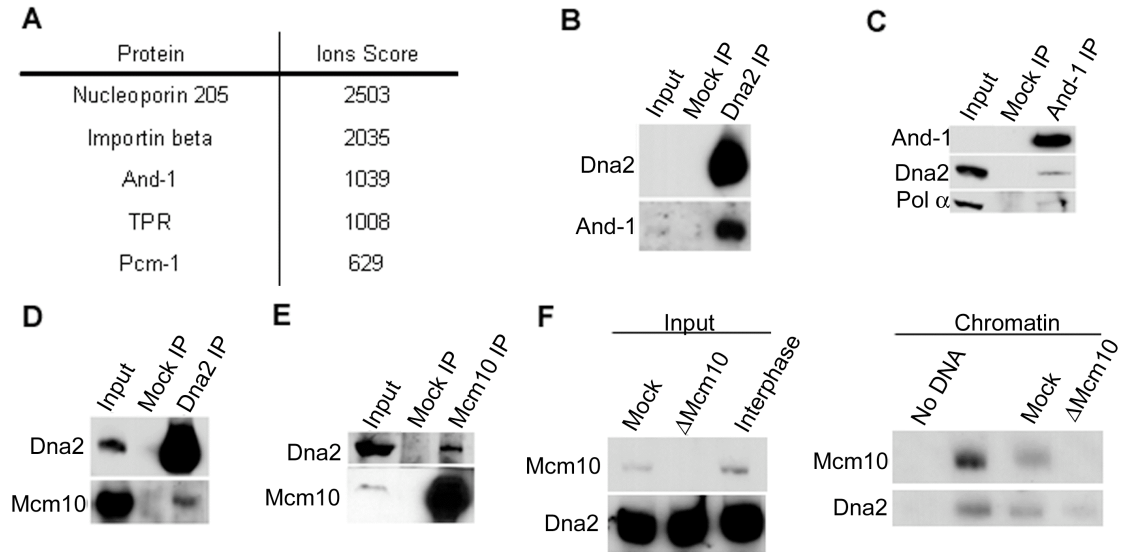 A
Protein Ions Score
Nucleoporin 205 2503
Importin beta 2035
And-1 1039
TPR 1008
Pcm-1 629
B
Input Mock IP Dna2 IP
Dna2
And-1
C
Input Mock IP And-1 IP
And-1
Dna2
Pol α
D
Input Mock IP Dna2 IP
Dna2
Mcm10
E
Input Mock IP Mcm10 IP
Dna2
Mcm10
F
Input
Mock ΔMcm10 Interphase
Mcm10
Dna2
Chromatin
No DNA Mock ΔMcm10
Mcm10
Dna2